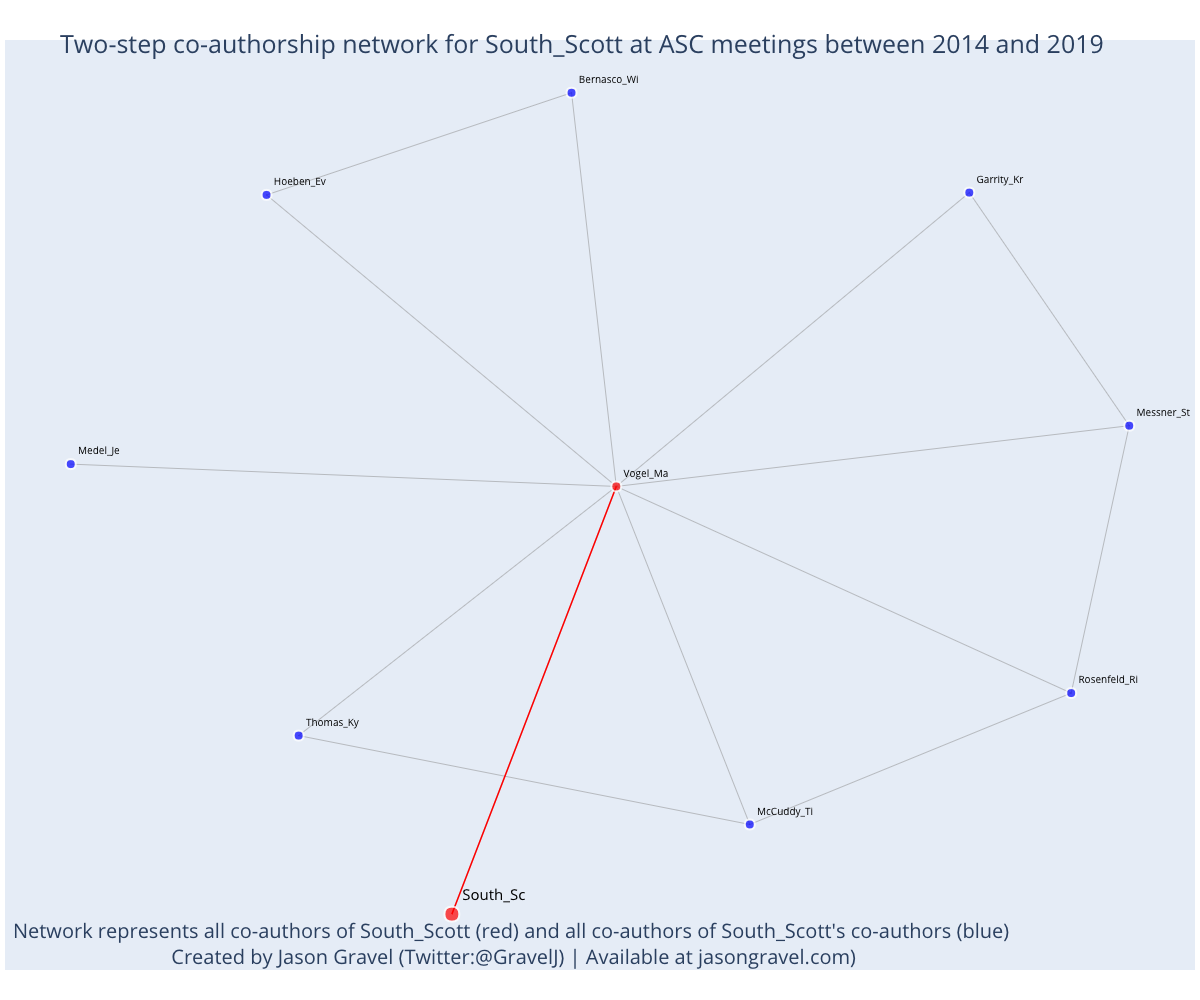 Two-step co-authorship network for South_Scott at ASC meetings between 2014 and 2019
Bernasco_Wi
Hoeben_Ev
Garrity_Kr
Messner_St
Medel_Je
Vogel_Ma
Rosenfeld_Ri
Thomas_Ky
McCuddy_Ti
South_Sc
Network represents all co-authors of South_Scott (red) and all co-authors of South_Scott's co-authors (blue)
Created by Jason Gravel (Twitter:@GravelJ) | Available at jasongravel.com)